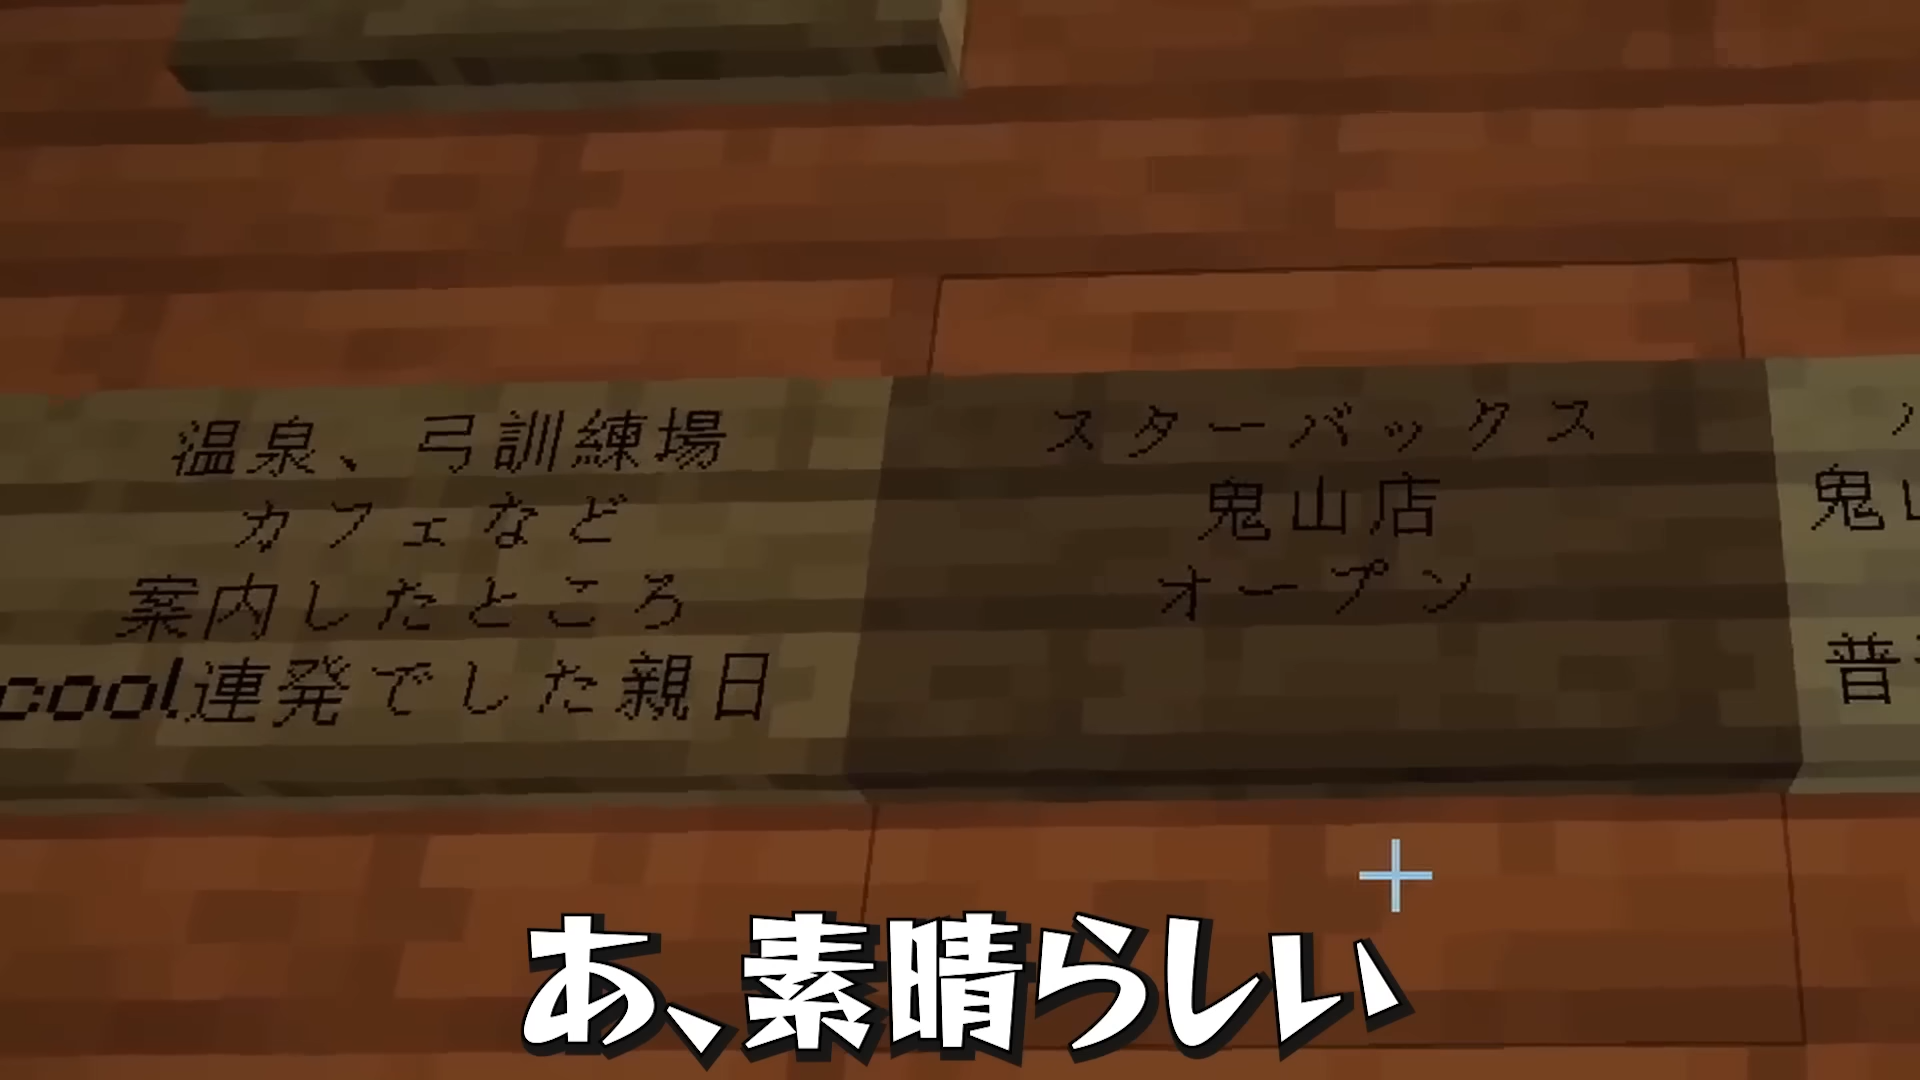 温泉、弓訓練場
カフェなど
案内したところ
cool連発でした親日
スターバックス
鬼山店
オープン
鬼山
普
あ、素晴らしい